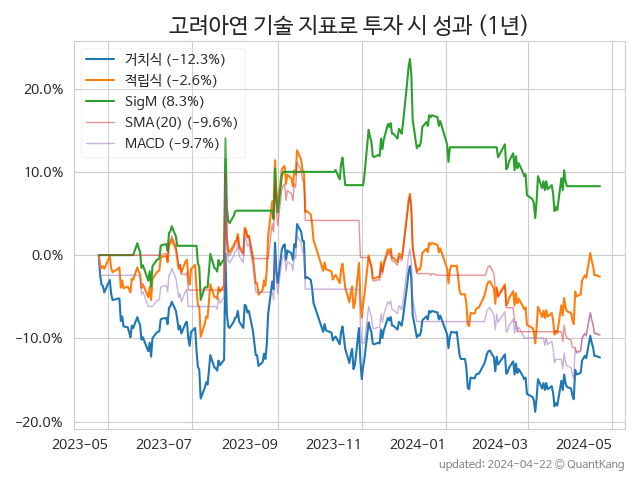 고려아연 기술 지표로 투자 시 성과 (1년)
거치식 (−12.3%)
적립식 (−2.6%)
SigM (8.3%)
SMA(20) (−9.6%)
MACD (−9.7%)
20.0%
10.0%
0.0%
−10.0%
−20.0%
2023-05 2023-07 2023-09 2023-11 2024-01 2024-03 2024-05
updated: 2024-04-22 © QuantKang